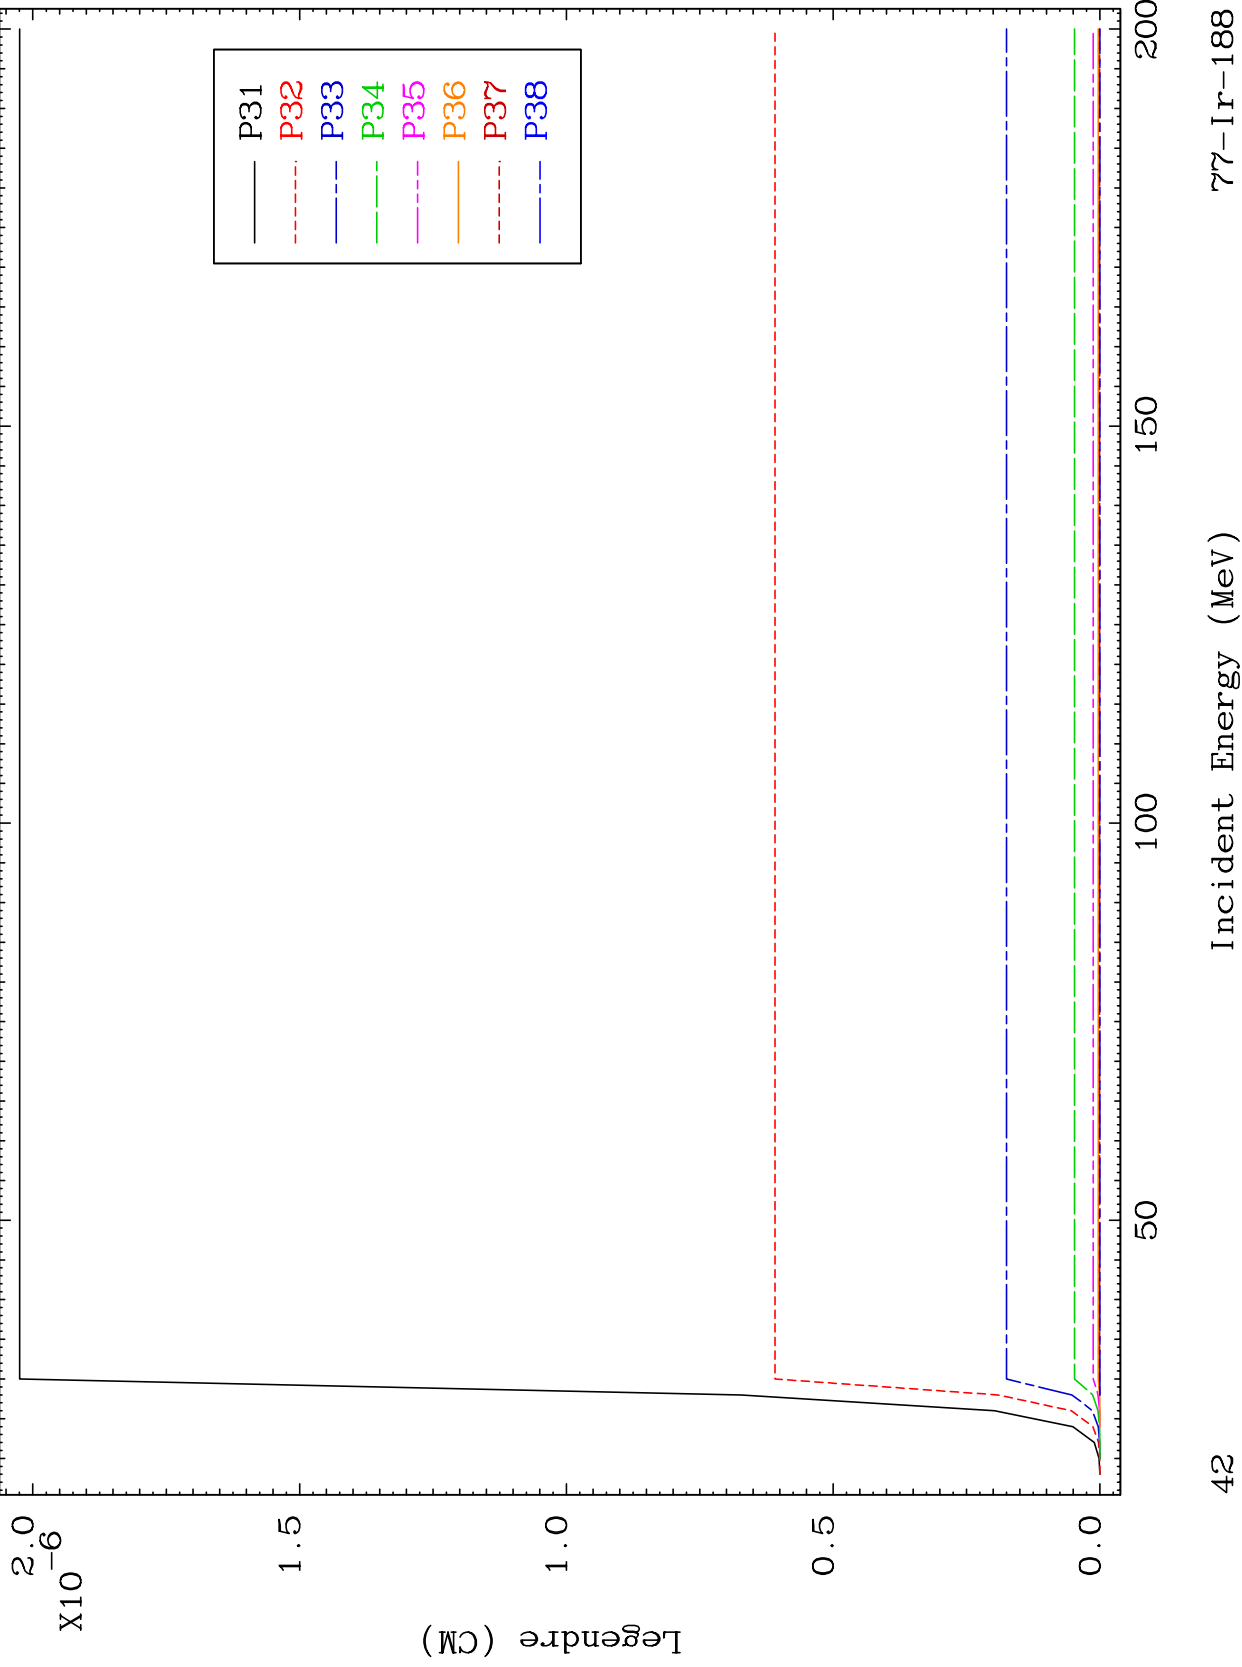 Legendre (CM)
X10
-6
2.0
1.5
1.0
0.5
0.0
P31
P32
P33
P34
P35
P36
P37
P38
50
100
150
200
42
Incident Energy (MeV)
77-Ir-188